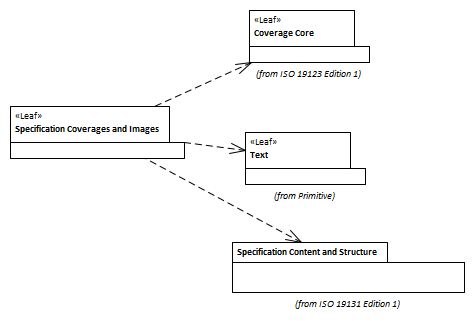 «Leaf»
Coverage Core
(from ISO 19123 Edition 1)
«Leaf»
Specification Coverages and Images
«Leaf»
Text
(from Primitive)
Specification Content and Structure
(from ISO 19131 Edition 1)